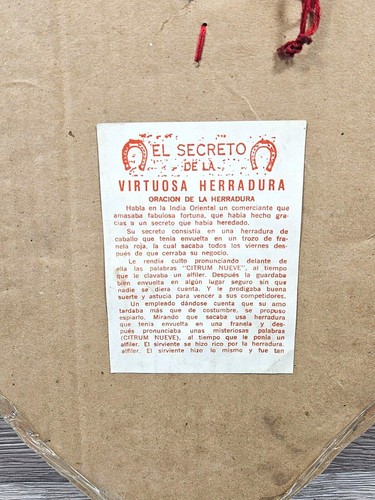 EL SECRETO
DE LA
VIRTUOSA HERRADURA
ORACION DE LA HERRADURA
Habla en la India Oriental un comerciante que
amasaba fabulosa fortuna, que habia hecho gra-
cias a un secreto que habia heredado.
Su secreto consistia en una herradura de
caballo que tenia envuelta en un trozo de fra-
nela roja, la cual sacaba todos los viernes des-
pués de que cerraba su negocio.
Le rendia culto pronunciando delante de
ella las palabras "CITRUM NUEVE", al tiempo
que le clavaba un alfiler. Después la guardaba
bien envuelta en algún lugar seguro sin que
nadie se diera cuenta. Y le prodigaba buena
suerte y astucia para vencer a sus competidores.
Un empleado dándose cuenta que su amo
tardaba más que de costumbre, se propuso
espiarlo. Mirando que sacaba usa herradura
que tenia envuelta en una franela y des-
pués pronunciaba unas misteriosas palabras
(CITRUM NUEVE), al tiempo que le ponia un
alfiler. El sirviente se hizo rico por la herradura.
alfiler. El sirviente hizo lo mismo y fue tan